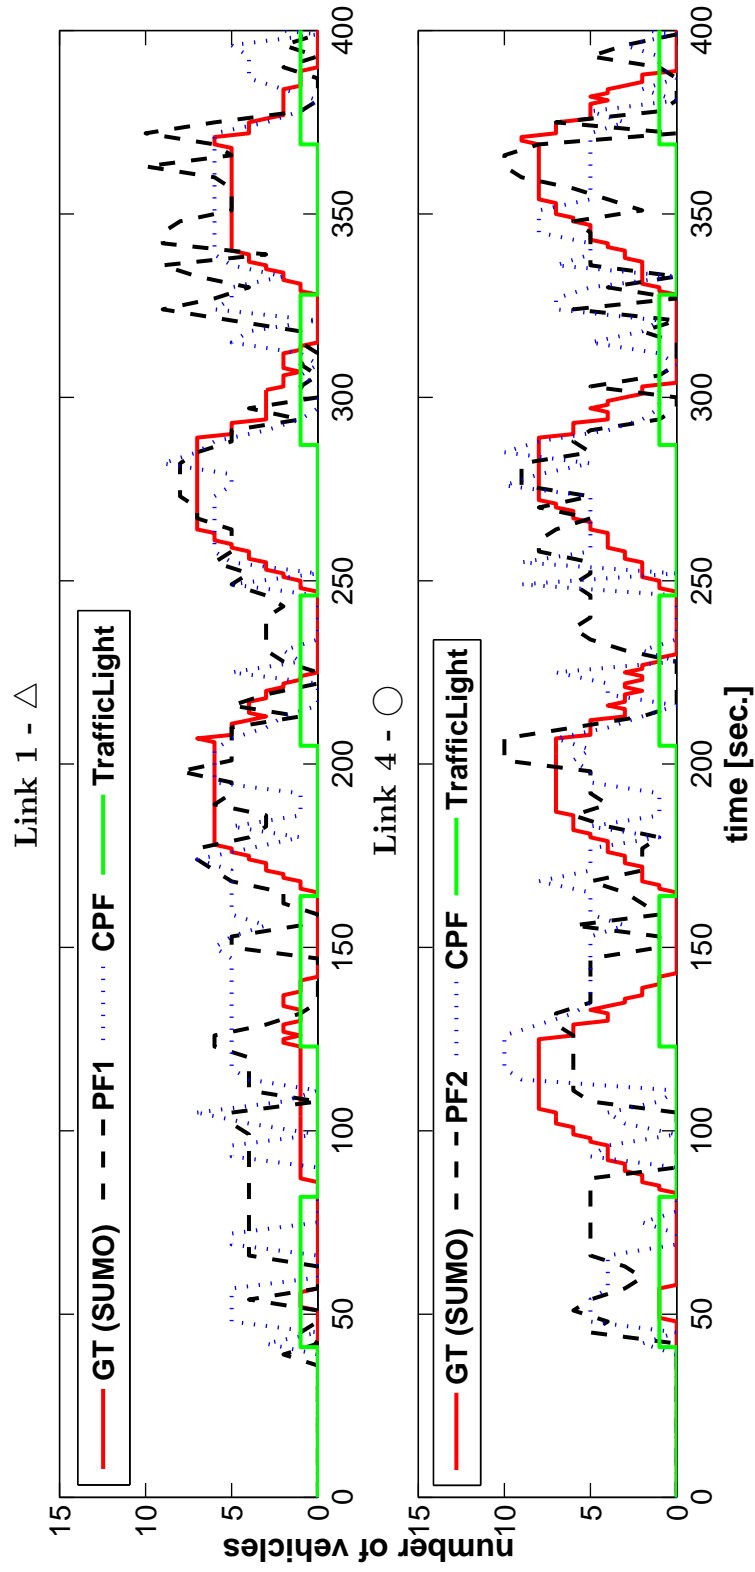 Link 1 - △
GT (SUMO) PF1 CPF TrafficLight
15
10
5
0
0 50 100 150 200 250 300 350 400
number of vehicles
Link 4 - ○
GT (SUMO) PF2 CPF TrafficLight
15
10
5
0
0 50 100 150 200 250 300 350 400
time [sec.]